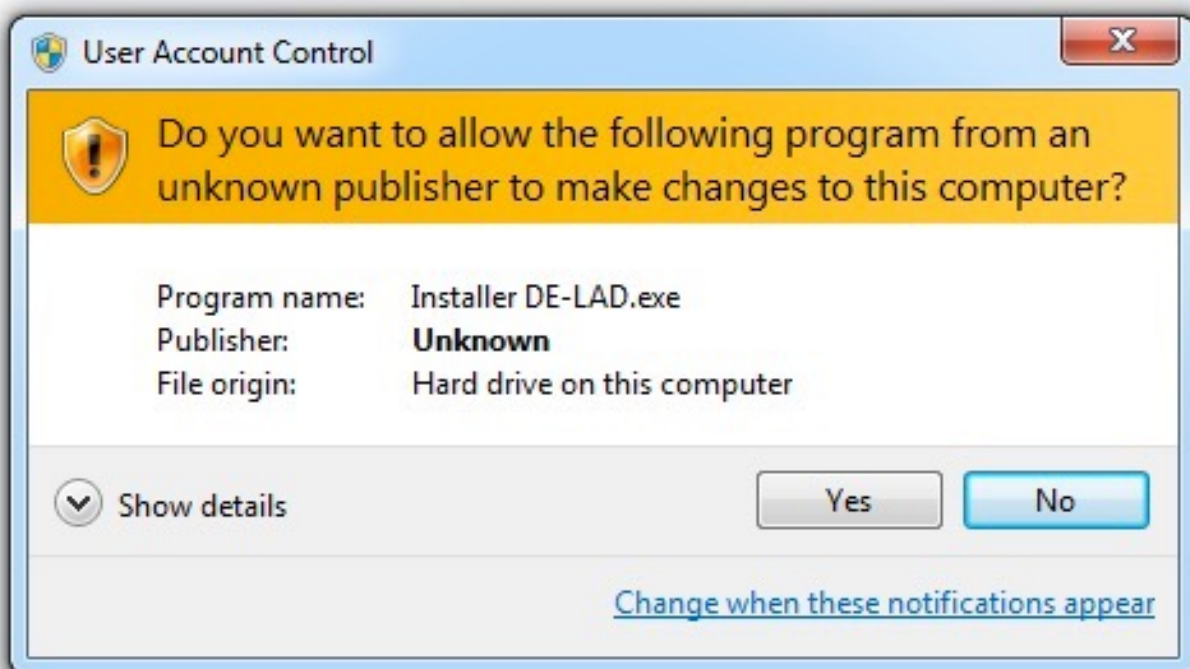 User Account Control
Do you want to allow the following program from an
unknown publisher to make changes to this computer?
Program name: Installer DE-LAD.exe
Publisher: Unknown
File origin: Hard drive on this computer
Show details
Yes
No
Change when these notifications appear